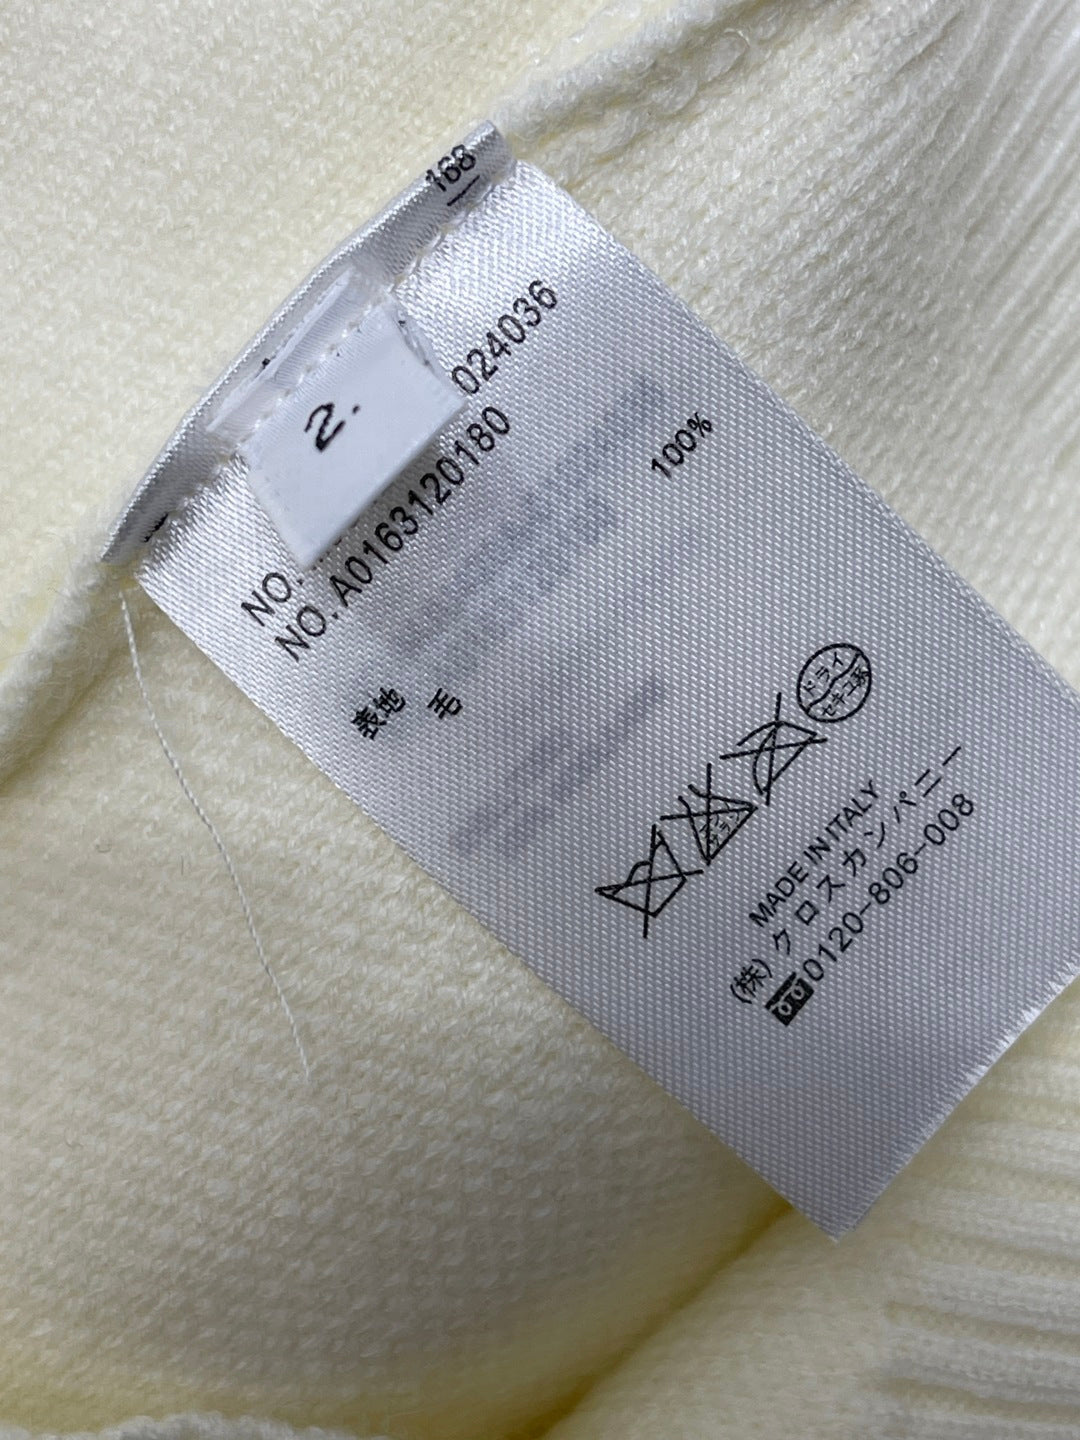 168
2.
NO. 024036
NO. A0163120180
表地 毛 100%
ドライ
セキユ系
MADE IN ITALY
(株) クロスカンパニー
0120-806-008